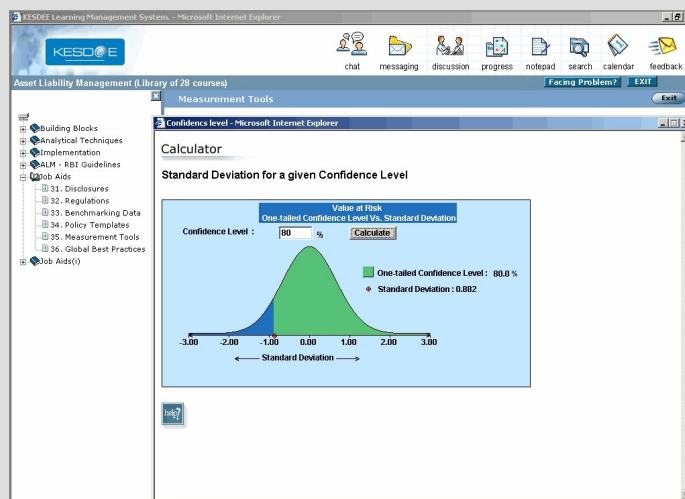 KESDEE Learning Management System. - Microsoft Internet Explorer
KESDEE
chat messaging discussion progress notepad search calendar feedback
Asset Liability Management (Library of 28 courses)
Facing Problem? EXIT
Measurement Tools
Exit
Building Blocks
Analytical Techniques
Implementation
ALM - RBI Guidelines
Job Aids
31. Disclosures
32. Regulations
33. Benchmarking Data
34. Policy Templates
35. Measurement Tools
36. Global Best Practices
Job Aids(i)
Confidencs level - Microsoft Internet Explorer
Calculator
Standard Deviation for a given Confidence Level
Value at Risk
One-tailed Confidence Level Vs. Standard Deviation
Confidence Level : 80 % Calculate
One-tailed Confidence Level : 80.0 %
Standard Deviation : 0.882
-3.00 -2.00 -1.00 0.00 1.00 2.00 3.00
Standard Deviation
help?